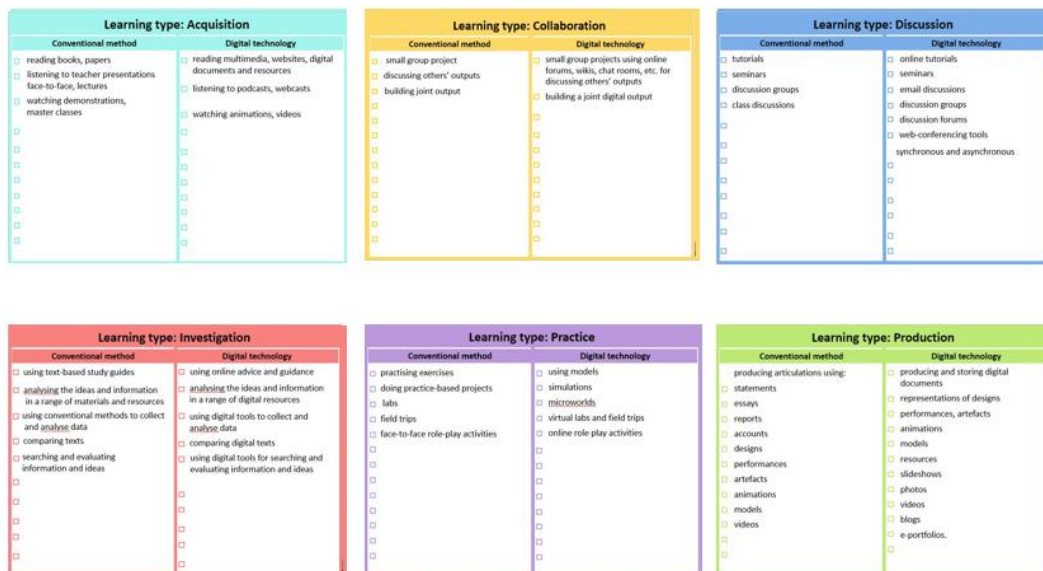 Learning type: Acquisition
Conventional method
reading books, papers
listening to teacher presentations
face-to-face, lectures
watching demonstrations,
master classes
Digital technology
reading multimedia, websites, digital
documents and resources
listening to podcasts, webcasts
watching animations, videos
Learning type: Collaboration
Conventional method
small group project
discussing others' outputs
building joint output
Digital technology
small group projects using online
forums, wikis, chat rooms, etc. for
discussing others' outputs
building a joint digital output
Learning type: Discussion
Conventional method
tutorials
seminars
discussion groups
class discussions
Digital technology
online tutorials
seminars
email discussions
discussion groups
discussion forums
web-conferencing tools
synchronous and asynchronous
Learning type: Investigation
Conventional method
using text-based study guides
analysing the ideas and information
in a range of materials and resources
using conventional methods to collect
and analyse data
comparing texts
searching and evaluating
information and ideas
Digital technology
using online advice and guidance
analysing the ideas and information
in a range of digital resources
using digital tools to collect and
analyse data
comparing digital texts
using digital tools for searching and
evaluating information and ideas
Learning type: Practice
Conventional method
practising exercises
doing practice-based projects
labs
field trips
face-to-face role-play activities
Digital technology
using models
simulations
microworlds
virtual labs and field trips
online role play activities
Learning type: Production
Conventional method
producing articulations using:
statements
essays
reports
accounts
designs
performances
artefacts
animations
models
videos
Digital technology
producing and storing digital
documents
representations of designs
performances, artefacts
animations
models
resources
slideshows
photos
videos
blogs
e-portfolios.